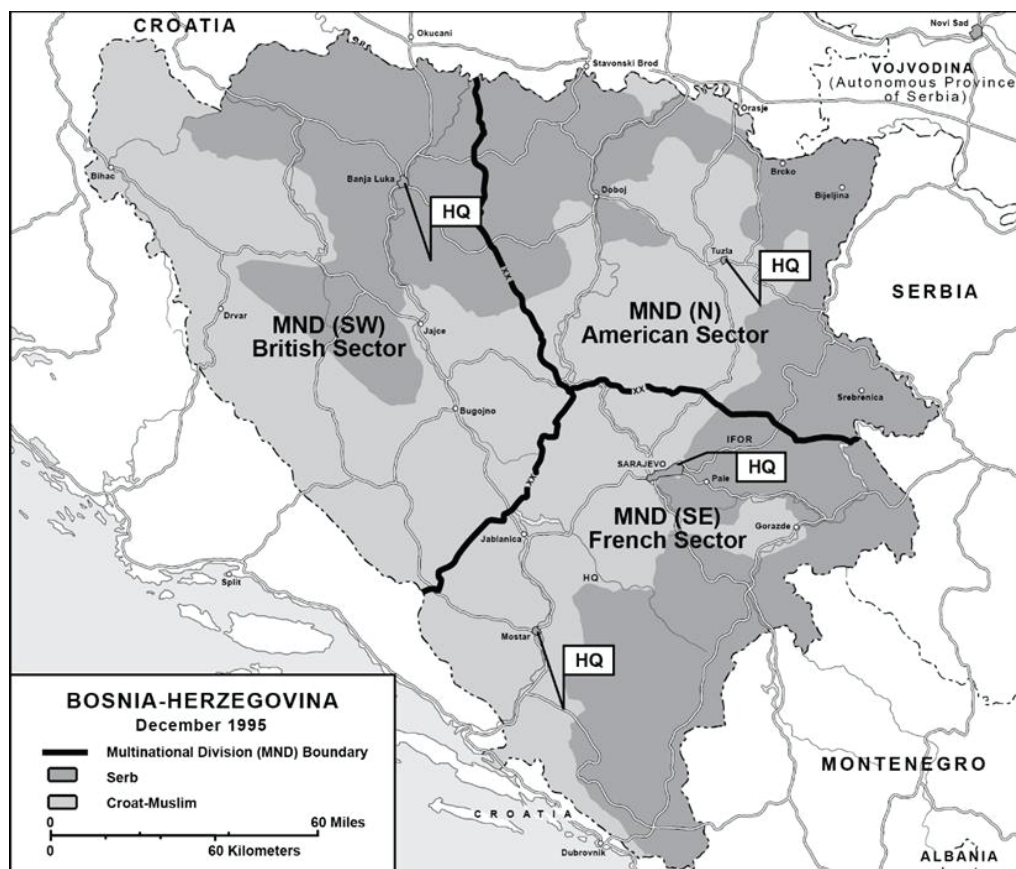 CROATIA
Okucani
Novi Sad
Stavonski Brod
VOJVODINA
(Autonomous Province
of Serbia)
Orasje
Bihac
Banja Luka
Brcko
Doboj
Bijeljina
HQ
Tuzla
HQ
SERBIA
Drvar
MND (SW)
British Sector
Jajce
MND (N)
American Sector
XX
XX
Srebrenica
Bugojno
IFOR
SARAJEVO
HQ
XX
Pale
MND (SE)
French Sector
Gorazde
Jablanica
HQ
Split
Mostar
HQ
BOSNIA-HERZEGOVINA
December 1995
Multinational Division (MND) Boundary
Serb
Croat-Muslim
0 60 Miles
0 60 Kilometers
MONTENEGRO
CROATIA
Dubrovnik
ALBANIA